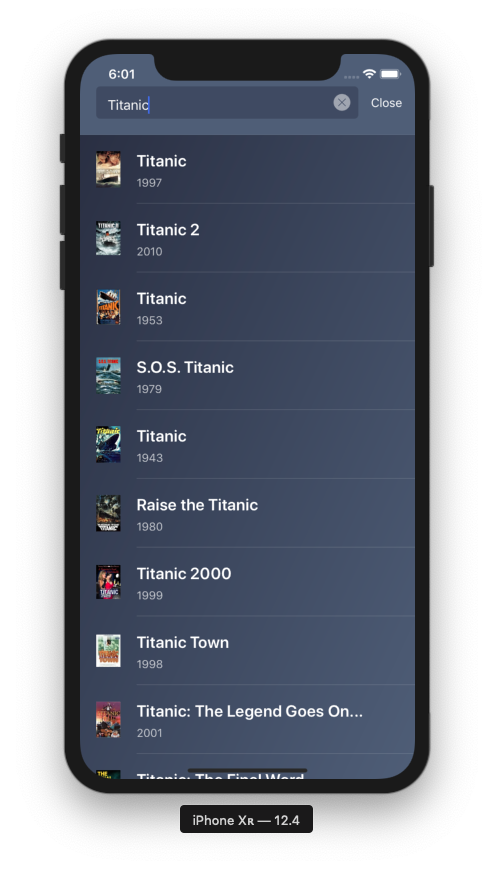 6:01
Titanic
Close
Titanic
1997
Titanic 2
2010
Titanic
1953
S.O.S. Titanic
1979
Titanic
1943
Raise the Titanic
1980
Titanic 2000
1999
Titanic Town
1998
Titanic: The Legend Goes On...
2001
Titanic: The Final Word
iPhone Xʀ — 12.4